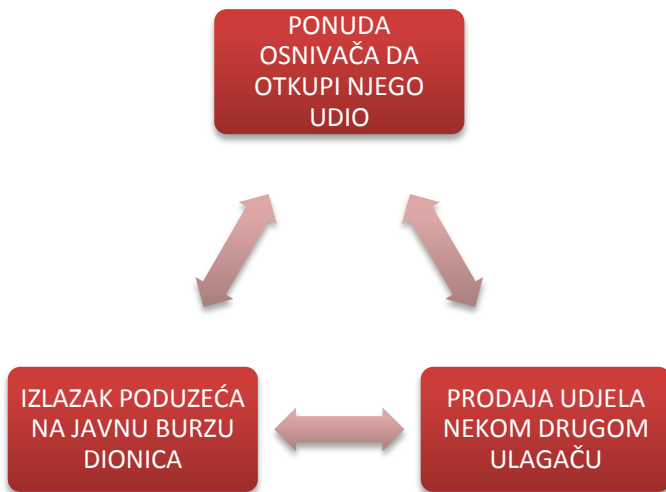 PONUDA
OSNIVAČA DA
OTKUPI NJEGO
UDIO
IZLAZAK PODUZEĆA
NA JAVNU BURZU
DIONICA
PRODAJA UDJELA
NEKOM DRUGOM
ULAGAČU